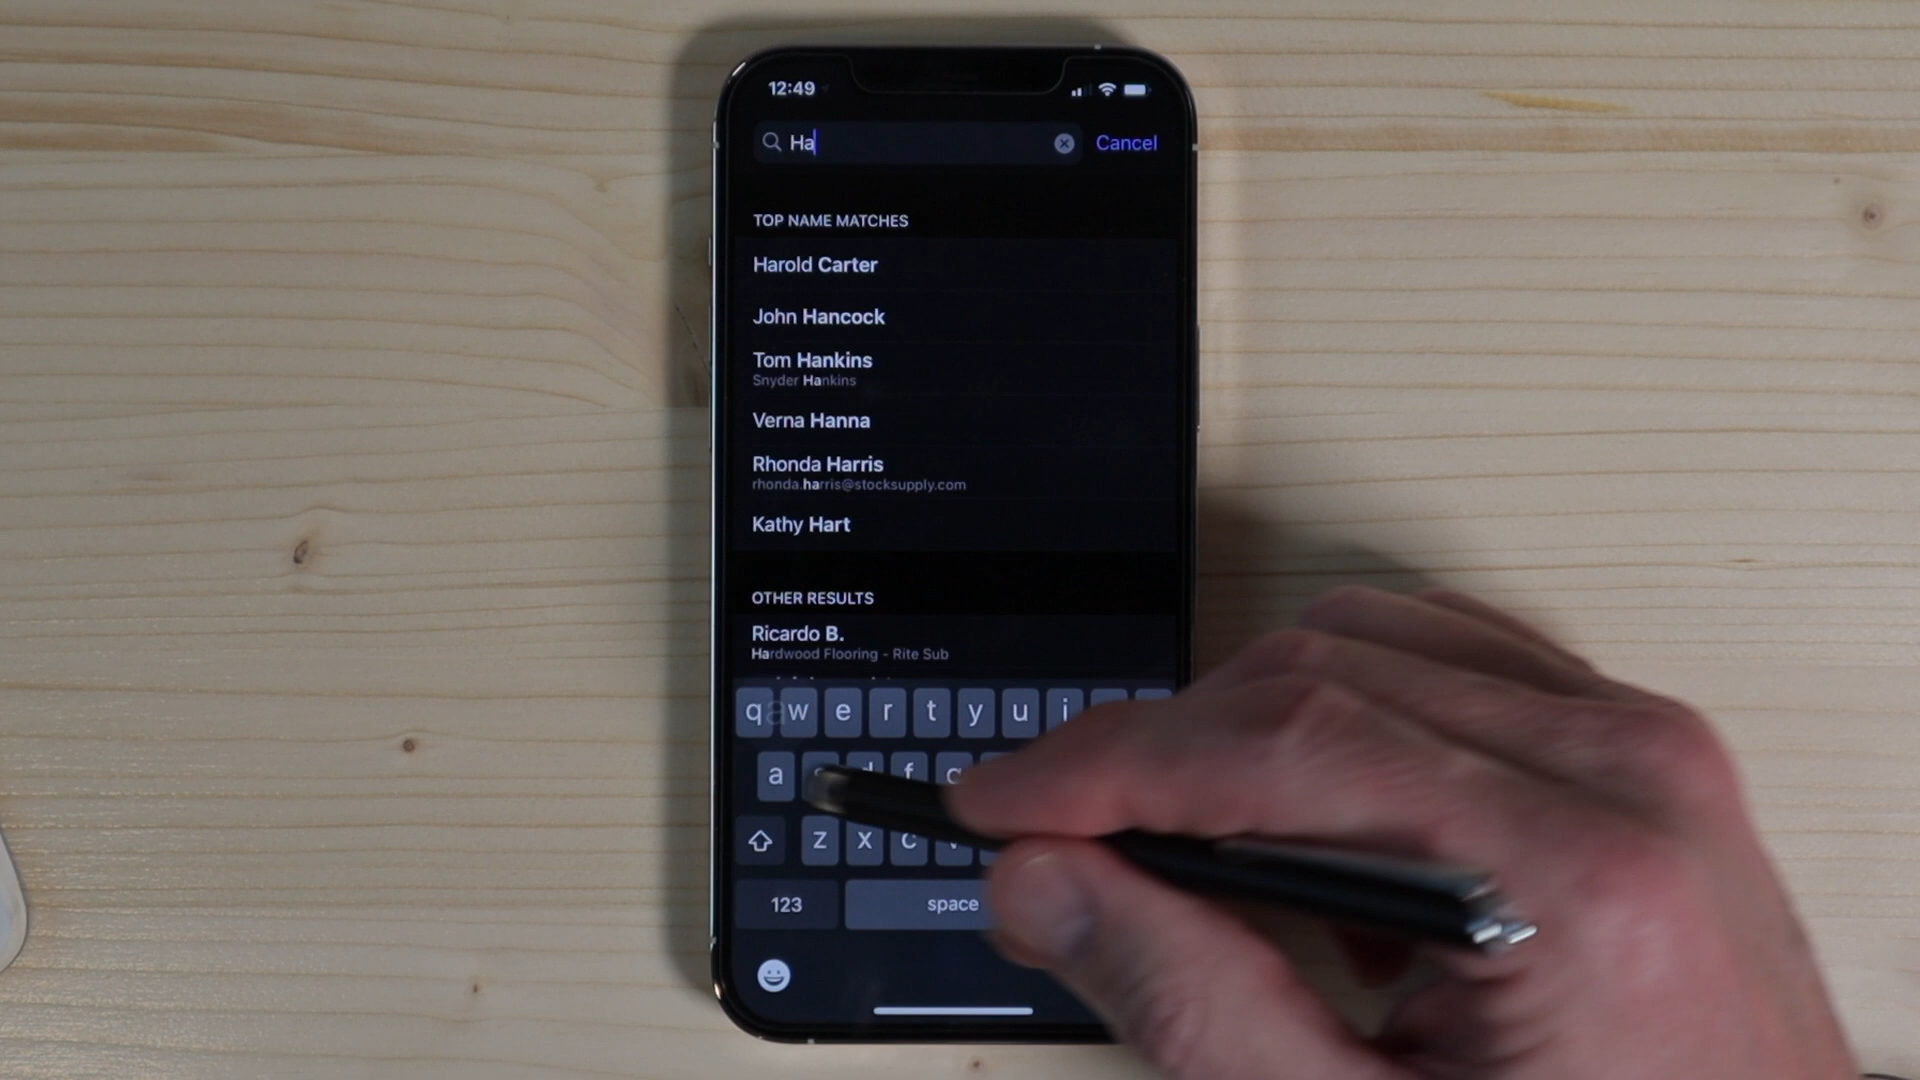 12:49
Ha
Cancel
TOP NAME MATCHES
Harold Carter
John Hancock
Tom Hankins
Snyder Hankins
Verna Hanna
Rhonda Harris
rhonda.harris@stocksupply.com
Kathy Hart
OTHER RESULTS
Ricardo B.
Hardwood Flooring - Rite Sub
q w e r t y u i
a d f g
z x c v
123 space